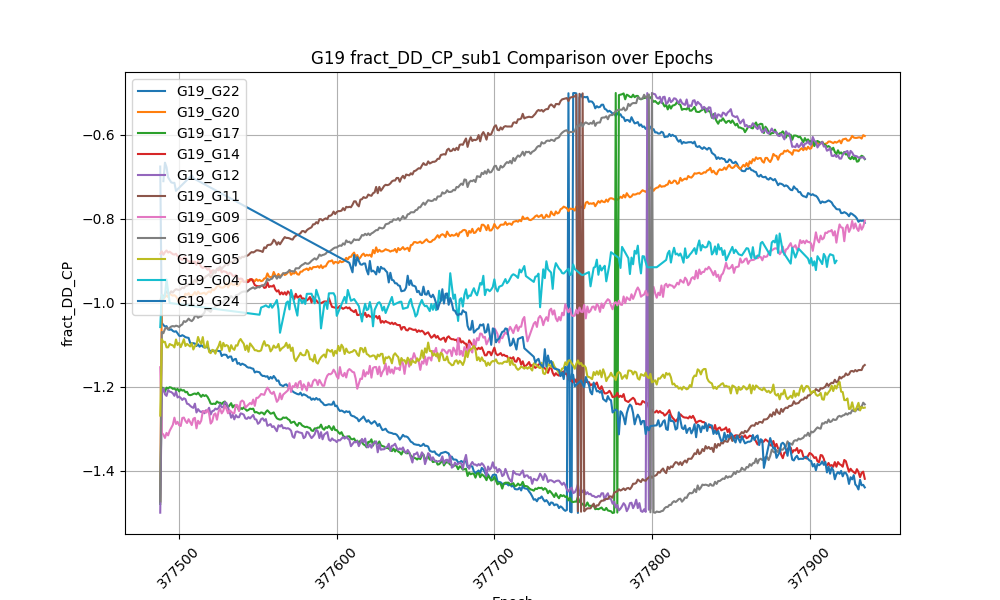 G19 fract_DD_CP_sub1 Comparison over Epochs
G19_G22
G19_G20
G19_G17
G19_G14
G19_G12
G19_G11
G19_G09
G19_G06
G19_G05
G19_G04
G19_G24
fract_DD_CP
−0.6
−0.8
−1.0
−1.2
−1.4
377500
377600
377700
377800
377900
Epoch